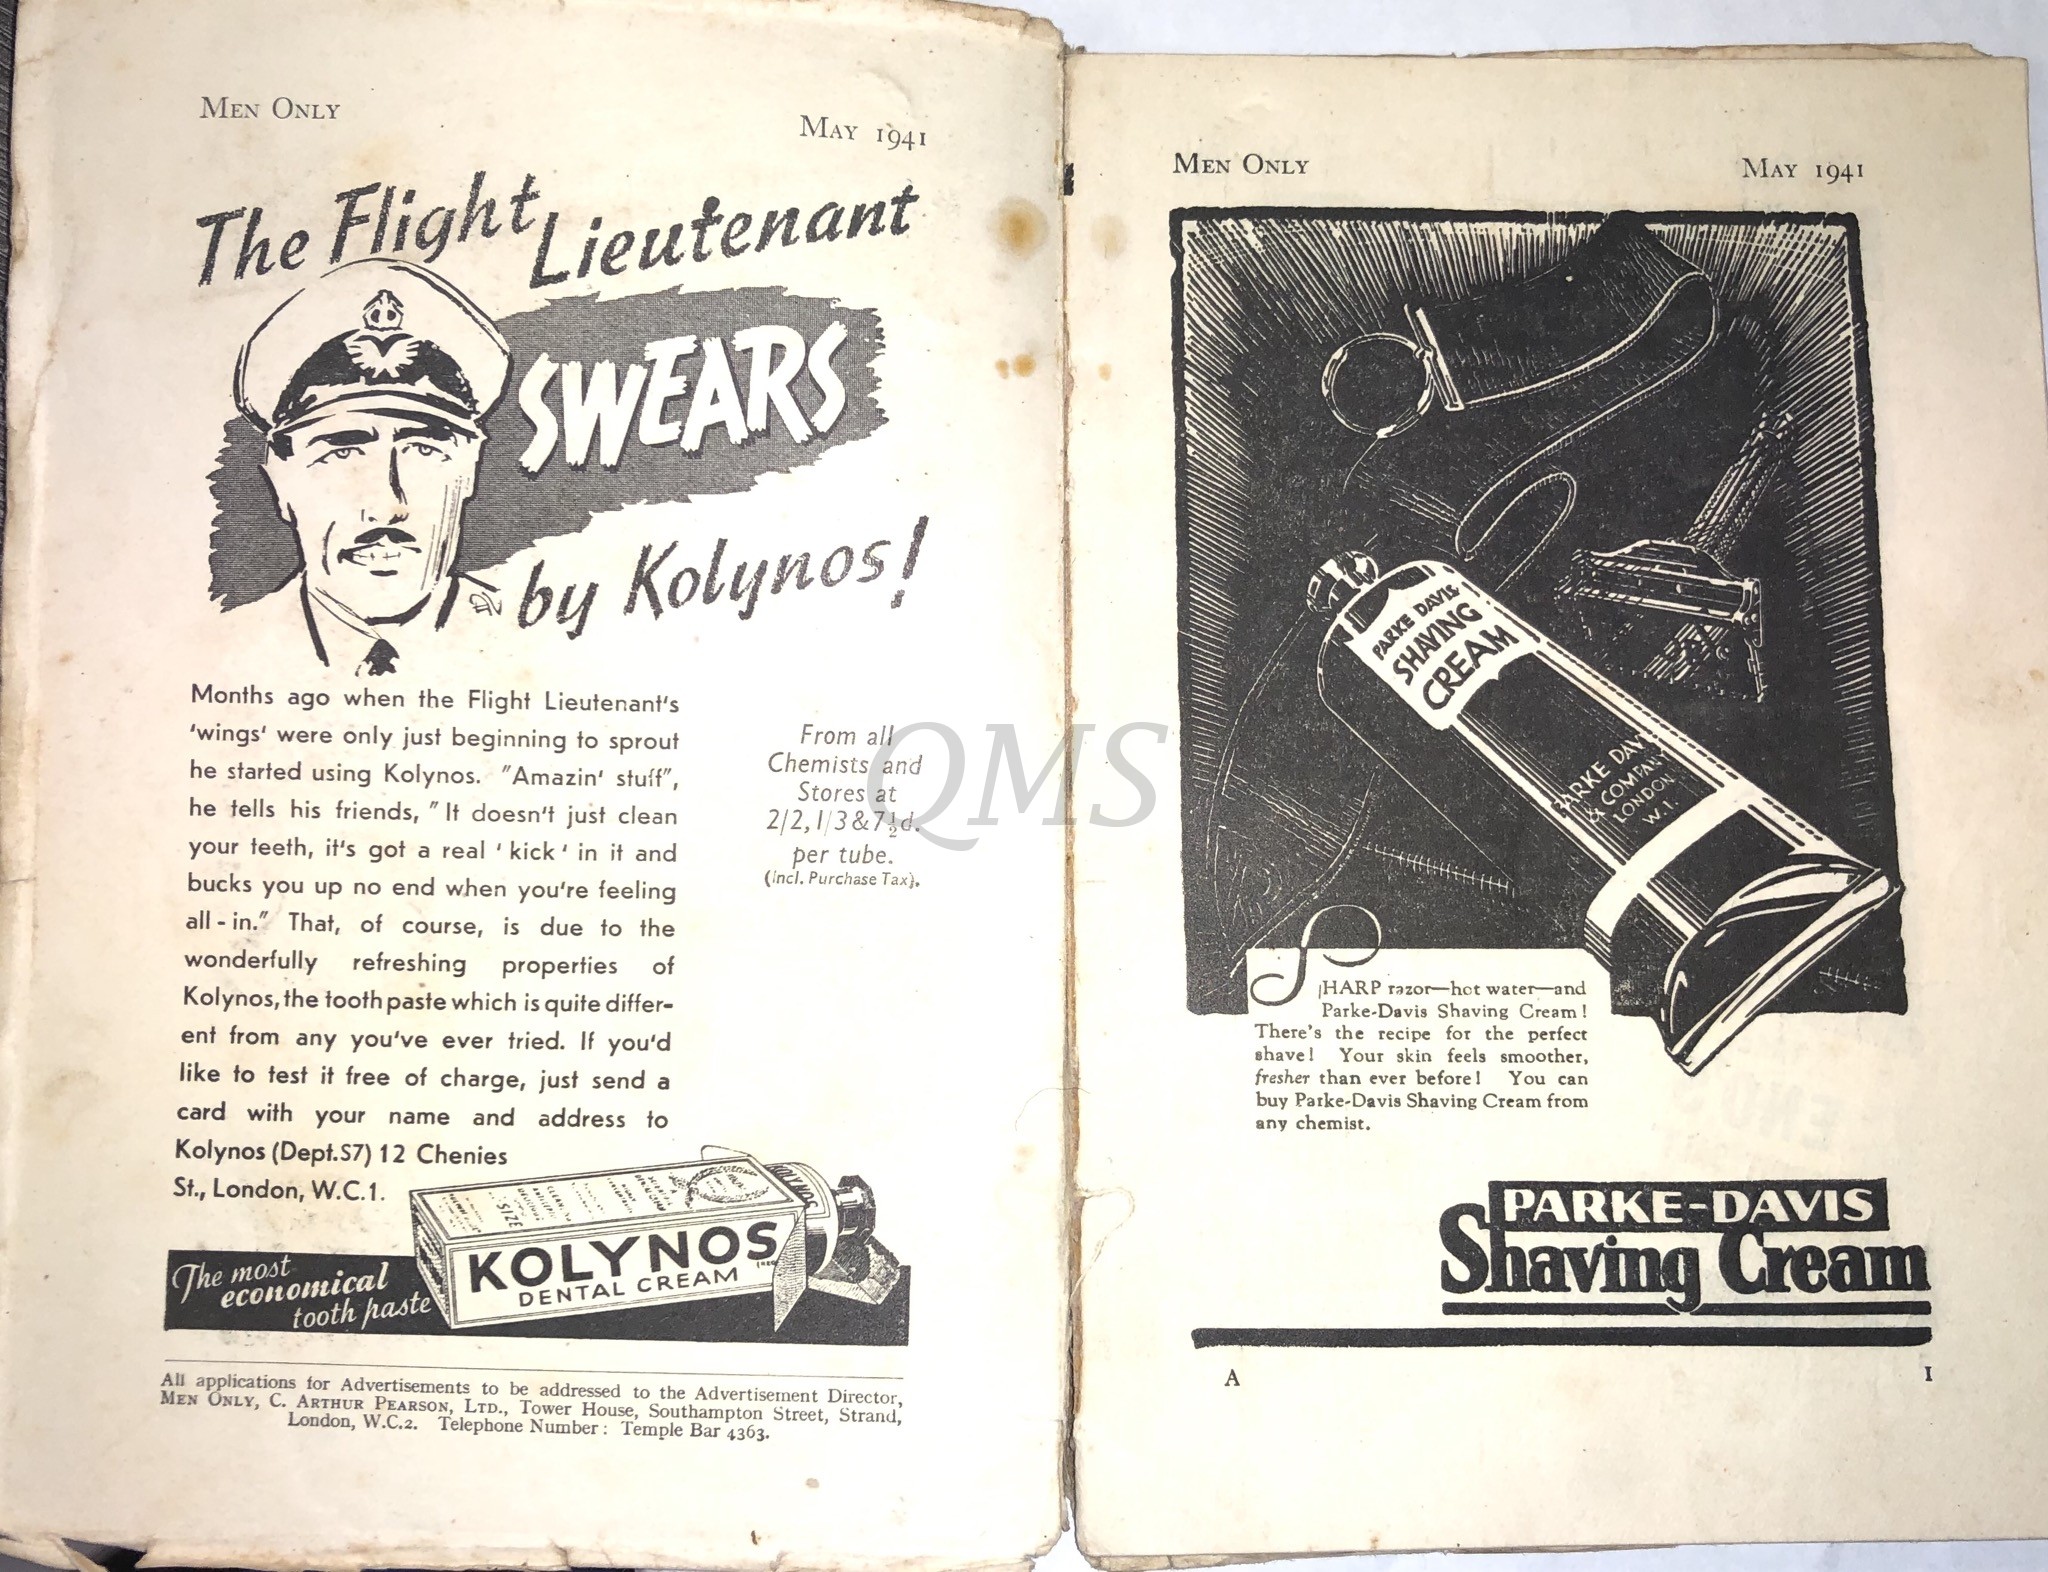 MEN ONLY
MAY 1941
The Flight Lieutenant
SWEARS
by Kolynos!
Months ago when the Flight Lieutenant's
'wings' were only just beginning to sprout
he started using Kolynos. "Amazin' stuff",
he tells his friends, "It doesn't just clean
your teeth, it's got a real 'kick' in it and
bucks you up no end when you're feeling
all-in." That, of course, is due to the
wonderfully refreshing properties of
Kolynos, the tooth paste which is quite differ-
ent from any you've ever tried. If you'd
like to test it free of charge, just send a
card with your name and address to
Kolynos (Dept.S7) 12 Chenies
St., London, W.C.1.
From all
Chemists and
Stores at
2/2, 1/3 & 7½d.
per tube.
(Incl. Purchase Tax).
KOLYNOS
SIZE
KOLYNOS
DENTAL CREAM
The most
economical
tooth paste
All applications for Advertisements to be addressed to the Advertisement Director,
MEN ONLY, C. ARTHUR PEARSON, LTD., Tower House, Southampton Street, Strand,
London, W.C.2. Telephone Number: Temple Bar 4363.
QMS
MEN ONLY
MAY 1941
PARKE DAVIS
SHAVING
CREAM
PARKE DAVIS
& COMPANY
LONDON
W.1.
SHARP razor—hot water—and
Parke-Davis Shaving Cream!
There's the recipe for the perfect
shave! Your skin feels smoother,
fresher than ever before! You can
buy Parke-Davis Shaving Cream from
any chemist.
PARKE-DAVIS
Shaving Cream
A
1